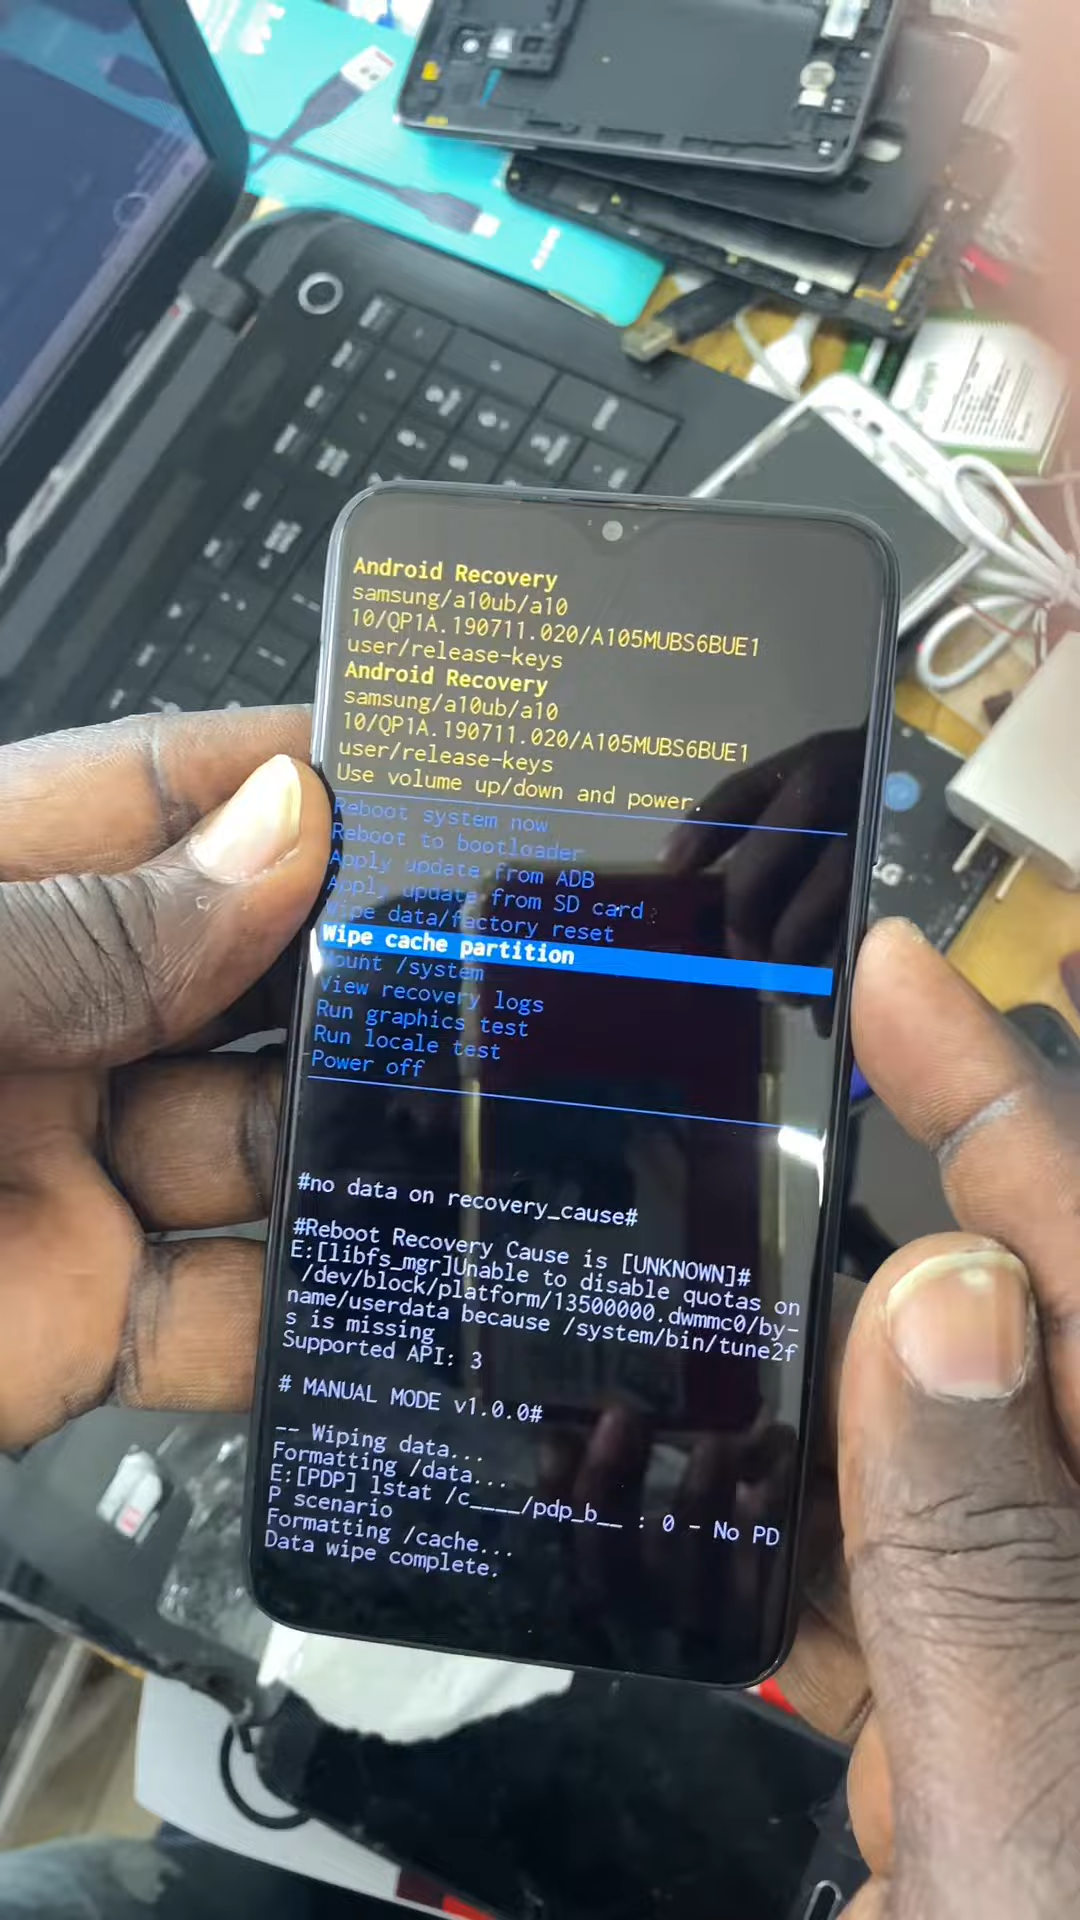 Android Recovery
samsung/a10ub/a10
10/QP1A.190711.020/A105MUBS6BUE1
user/release-keys
Android Recovery
samsung/a10ub/a10
10/QP1A.190711.020/A105MUBS6BUE1
user/release-keys
Use volume up/down and power.
Reboot system now
Reboot to bootloader
Apply update from ADB
Apply update from SD card
Wipe data/factory reset
Wipe cache partition
Mount /system
View recovery logs
Run graphics test
Run locale test
Power off
#no data on recovery_cause#
#Reboot Recovery Cause is [UNKNOWN]#
E:[libfs_mgr]Unable to disable quotas on
/dev/block/platform/13500000.dwmmc0/by-
name/userdata because /system/bin/tune2f
s is missing
Supported API: 3
# MANUAL MODE v1.0.0#
-- Wiping data...
Formatting /data...
E:[PDP] lstat /c____/pdp_b__ : 0 - No PD
P scenario
Formatting /cache...
Data wipe complete.